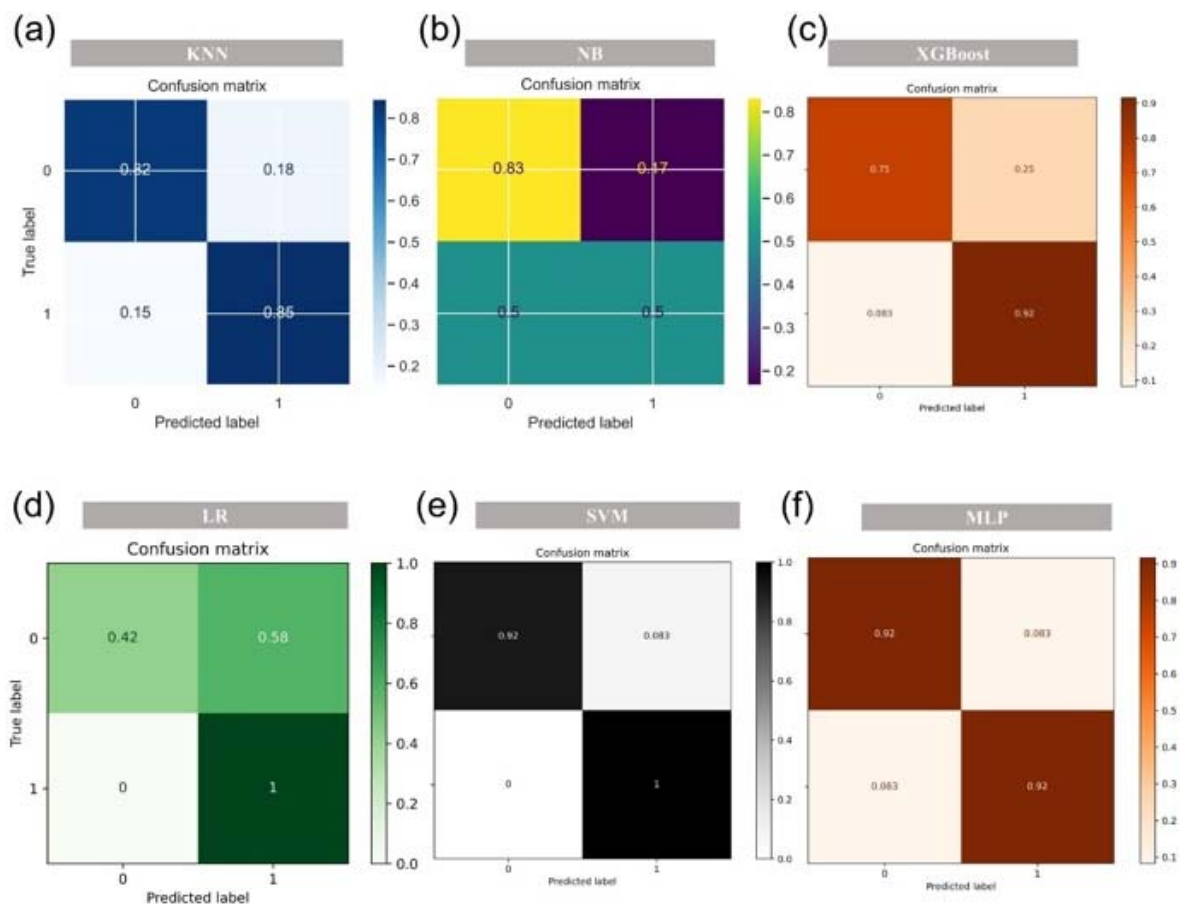 (a)
KNN
Confusion matrix
0.82 0.18
0.15 0.85
0
1
True label
0 1
Predicted label
0.8
0.7
0.6
0.5
0.4
0.3
0.2
(b)
NB
Confusion matrix
0.83 0.17
0.5 0.5
0 1
Predicted label
0.8
0.7
0.6
0.5
0.4
0.3
0.2
(c)
XGBoost
Confusion matrix
0.75 0.25
0.083 0.92
0 1
Predicted label
0.9
0.8
0.7
0.6
0.5
0.4
0.3
0.2
0.1
(d)
LR
Confusion matrix
0.42 0.58
0 1
0
1
True label
0 1
Predicted label
1.0
0.8
0.6
0.4
0.2
0.0
(e)
SVM
Confusion matrix
0.92 0.083
0 1
0 1
Predicted label
1.0
0.8
0.6
0.4
0.2
0.0
(f)
MLP
Confusion matrix
0.92 0.083
0.083 0.92
0 1
Predicted label
0.9
0.8
0.7
0.6
0.5
0.4
0.3
0.2
0.1